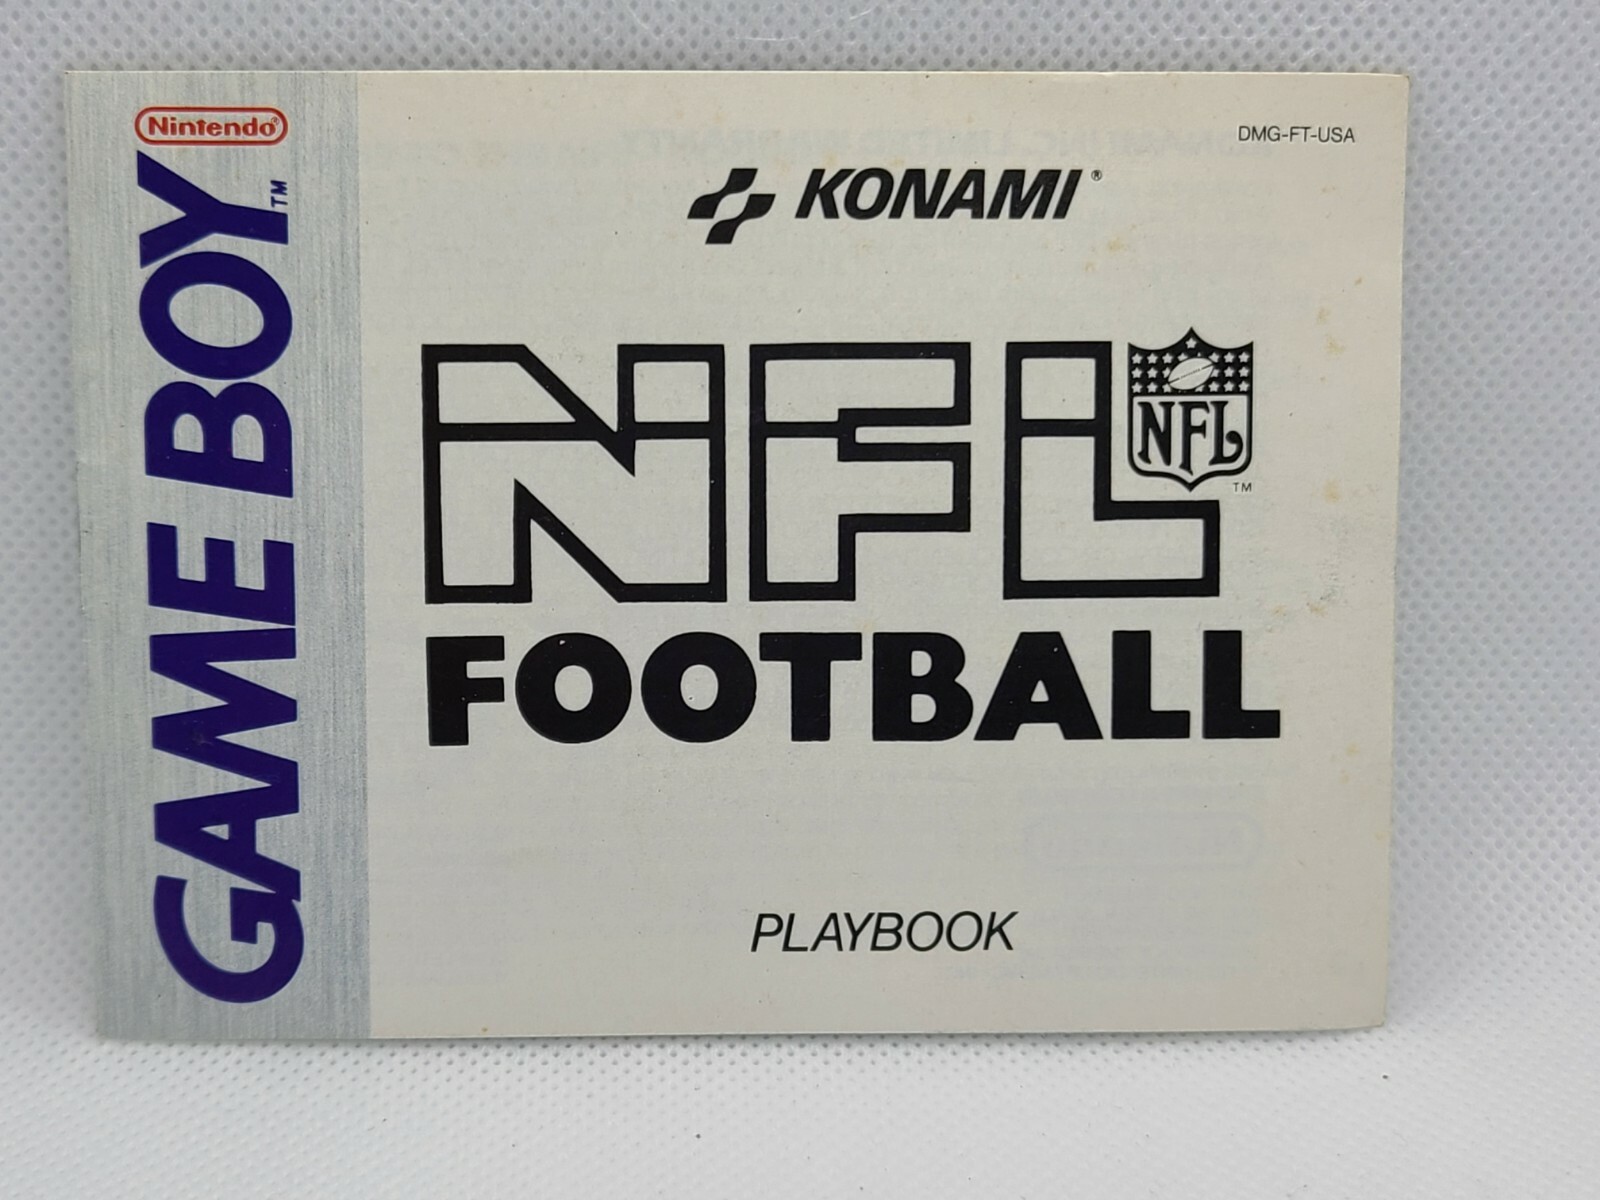 Nintendo®
GAME BOY™
DMG-FT-USA
KONAMI®
NFL
NFL
™
FOOTBALL
PLAYBOOK